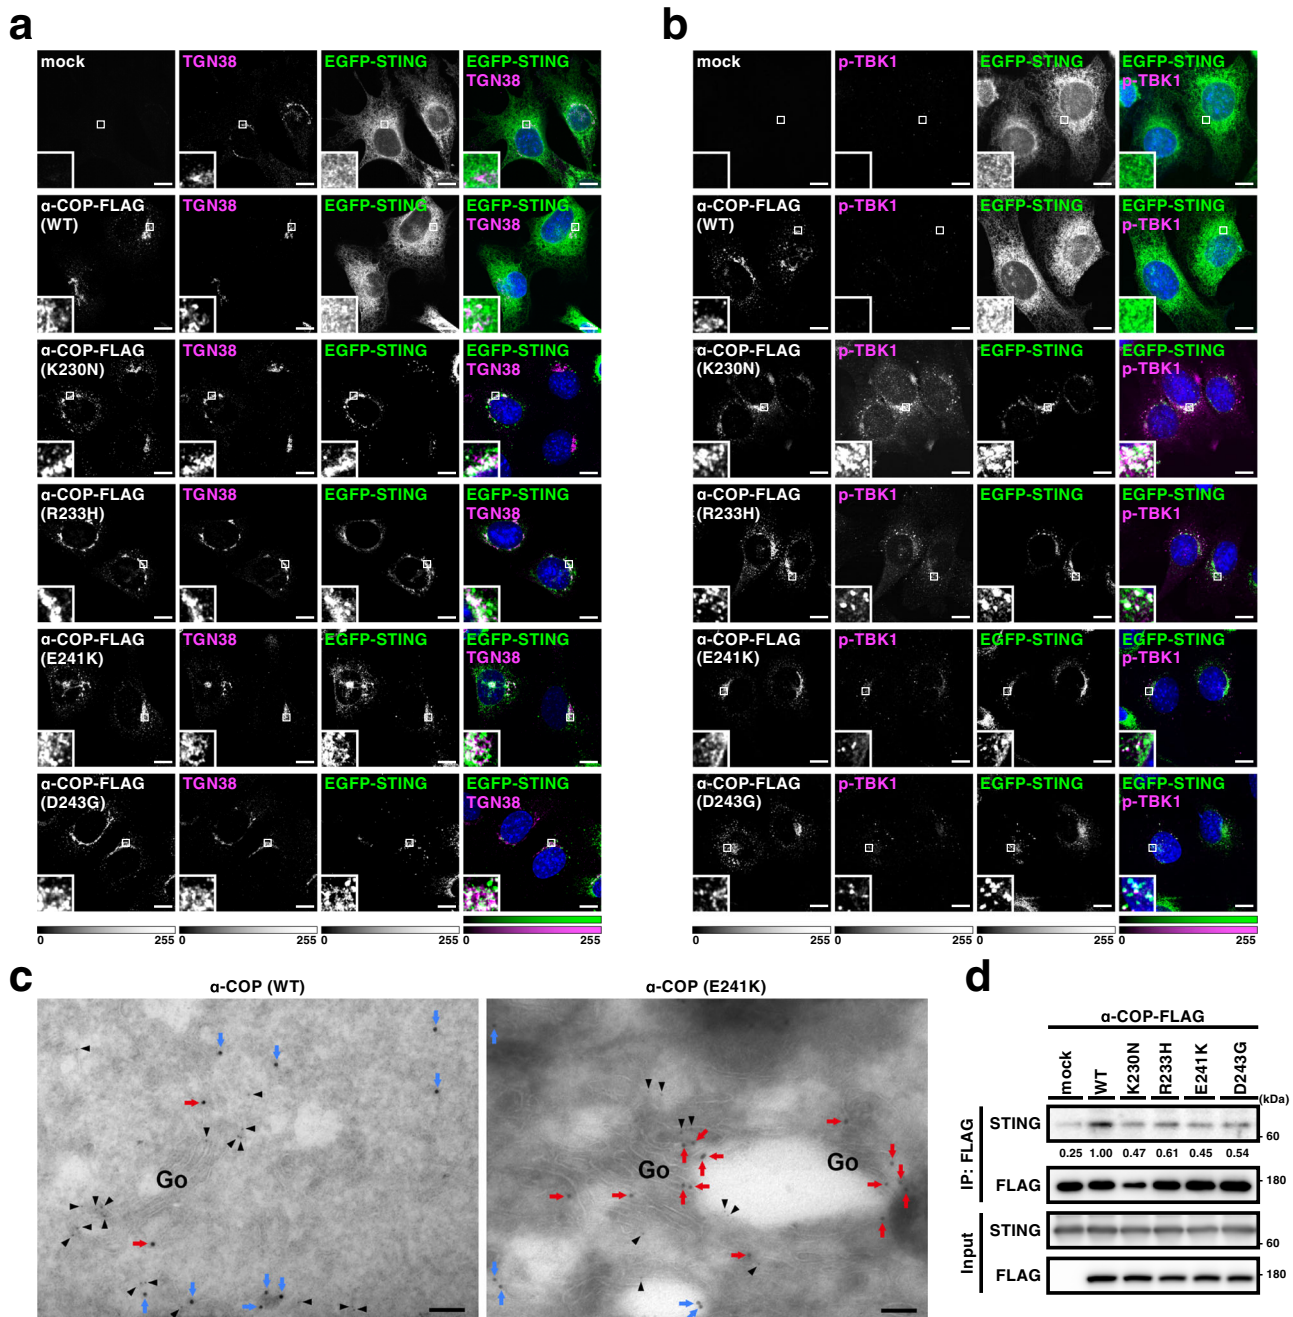 a
mock
TGN38
EGFP-STING
EGFP-STING
TGN38
α-COP-FLAG
(WT)
TGN38
EGFP-STING
EGFP-STING
TGN38
α-COP-FLAG
(K230N)
TGN38
EGFP-STING
EGFP-STING
TGN38
α-COP-FLAG
(R233H)
TGN38
EGFP-STING
EGFP-STING
TGN38
α-COP-FLAG
(E241K)
TGN38
EGFP-STING
EGFP-STING
TGN38
α-COP-FLAG
(D243G)
TGN38
EGFP-STING
EGFP-STING
TGN38
0 255 0 255 0 255 0 255
b
mock
p-TBK1
EGFP-STING
EGFP-STING
p-TBK1
α-COP-FLAG
(WT)
p-TBK1
EGFP-STING
EGFP-STING
p-TBK1
α-COP-FLAG
(K230N)
p-TBK1
EGFP-STING
EGFP-STING
p-TBK1
α-COP-FLAG
(R233H)
p-TBK1
EGFP-STING
EGFP-STING
p-TBK1
α-COP-FLAG
(E241K)
p-TBK1
EGFP-STING
EGFP-STING
p-TBK1
α-COP-FLAG
(D243G)
p-TBK1
EGFP-STING
EGFP-STING
p-TBK1
0 255 0 255 0 255 0 255
c
α-COP (WT)
Go
α-COP (E241K)
Go
Go
d
α-COP-FLAG
mock WT K230N R233H E241K D243G
(kDa)
IP: FLAG
STING
- 60
0.25 1.00 0.47 0.61 0.45 0.54
FLAG
- 180
Input
STING
- 60
FLAG
- 180